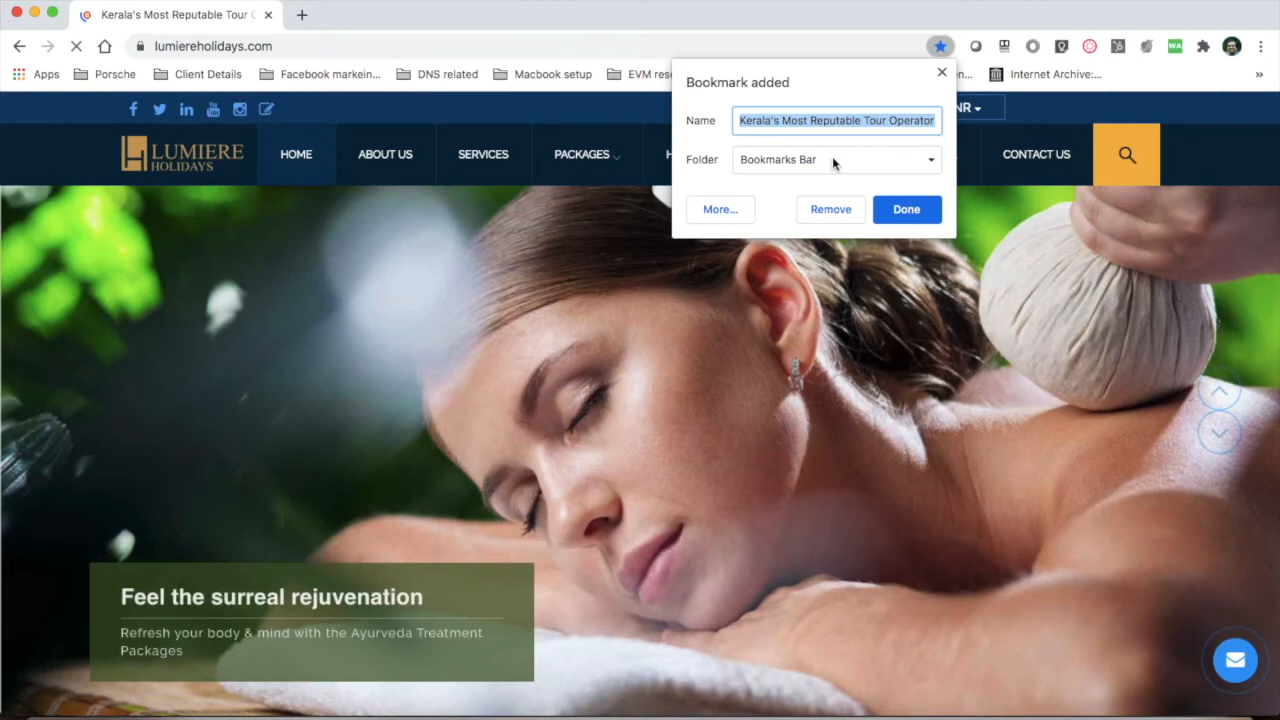 Kerala's Most Reputable Tour O
lumiereholidays.com
Apps
Porsche
Client Details
Facebook markein...
DNS related
Macbook setup
EVM res
Internet Archive:...
»
Bookmark added
Name
Kerala's Most Reputable Tour Operator
Folder
Bookmarks Bar
More...
Remove
Done
NR
LUMIERE
HOLIDAYS
HOME
ABOUT US
SERVICES
PACKAGES
H
CONTACT US
WA
Feel the surreal rejuvenation
Refresh your body & mind with the Ayurveda Treatment
Packages